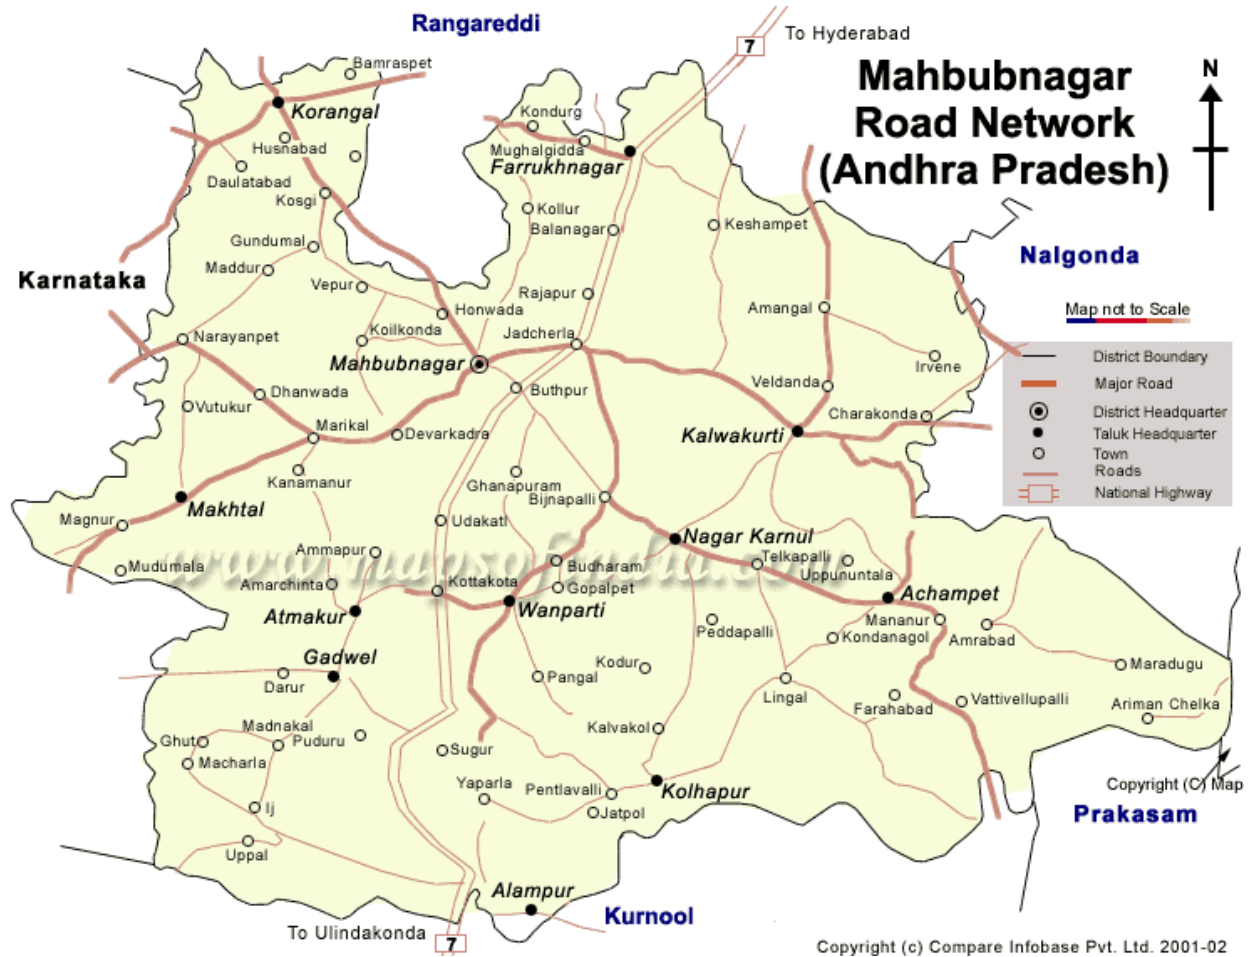 Rangareddi
7
To Hyderabad
Mahbubnagar
Road Network
(Andhra Pradesh)
N
Bamraspet
Korangal
Kondurg
Husnabad
Mughalgidda
Farrukhnagar
Daulatabad
Kosgi
Kollur
Balanagar
Keshampet
Gundumal
Maddur
Karnataka
Nalgonda
Vepur
Rajapur
Honwada
Amangal
Map not to Scale
Narayanpet
Koilkonda
Jadcherla
Mahbubnagar
Irvene
District Boundary
Major Road
District Headquarter
Taluk Headquarter
Town
Roads
National Highway
Dhanwada
Buthpur
Veldanda
Vutukur
Charakonda
Marikal
Devarkadra
Kalwakurti
Kanamanur
Ghanapuram
Bijnapalli
Makhtal
Magnur
Udakatl
Nagar Karnul
www.mapsofindia.com
Ammapur
Mudumala
Budharam
Telkapalli
Uppununtala
Amarchinta
Kottakota
Gopalpet
Achampet
Atmakur
Wanparti
Mananur
Peddapalli
Kondanagol
Amrabad
Gadwel
Kodur
Maradugu
Darur
Pangal
Lingal
Vattivellupalli
Farahabad
Ariman Chelka
Madnakal
Kalvakol
Ghut
Puduru
Sugur
Macharla
Yaparla
Pentlavalli
Kolhapur
Copyright (C) Map
Ij
Jatpol
Prakasam
Uppal
Alampur
Kurnool
To Ulindakonda
7
Copyright (c) Compare Infobase Pvt. Ltd. 2001-02